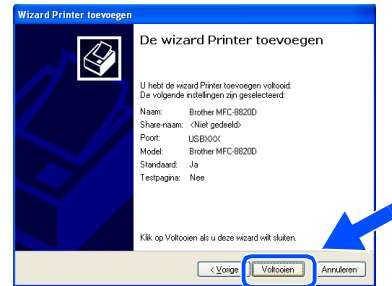 Wizard Printer toevoegen
De wizard Printer toevoegen
U hebt de wizard Printer toevoegen voltooid.
De volgende instellingen zijn geselecteerd:
Naam: Brother MFC-8820D
Share-naam: <Niet gedeeld>
Poort: USBXXX
Model: Brother MFC-8820D
Standaard: Ja
Testpagina: Nee
Klik op Voltooien als u deze wizard wilt sluiten.
< Vorige Voltooien Annuleren